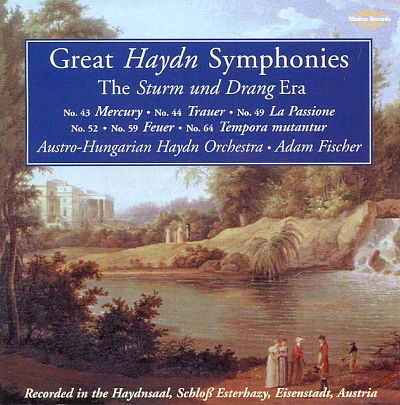 Nimbus Records
Great Haydn Symphonies
The Sturm und Drang Era
No. 43 Mercury • No. 44 Trauer • No. 49 La Passione
No. 52 • No. 59 Feuer • No. 64 Tempora mutantur
Austro-Hungarian Haydn Orchestra • Adam Fischer
Recorded in the Haydnsaal, Schloß Esterhazy, Eisenstadt, Austria